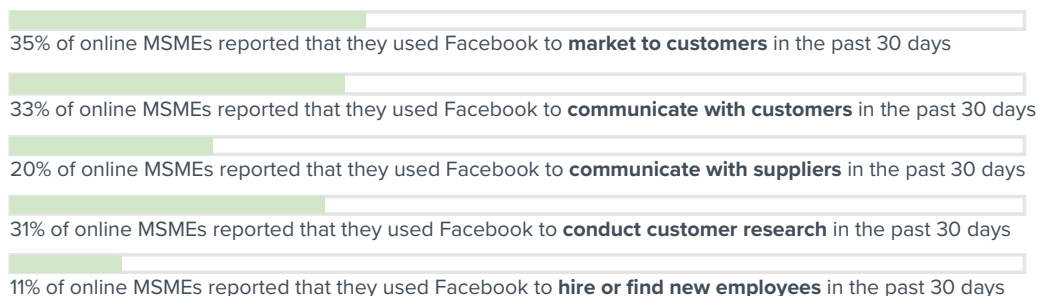 35% of online MSMEs reported that they used Facebook to market to customers in the past 30 days
33% of online MSMEs reported that they used Facebook to communicate with customers in the past 30 days
20% of online MSMEs reported that they used Facebook to communicate with suppliers in the past 30 days
31% of online MSMEs reported that they used Facebook to conduct customer research in the past 30 days
11% of online MSMEs reported that they used Facebook to hire or find new employees in the past 30 days